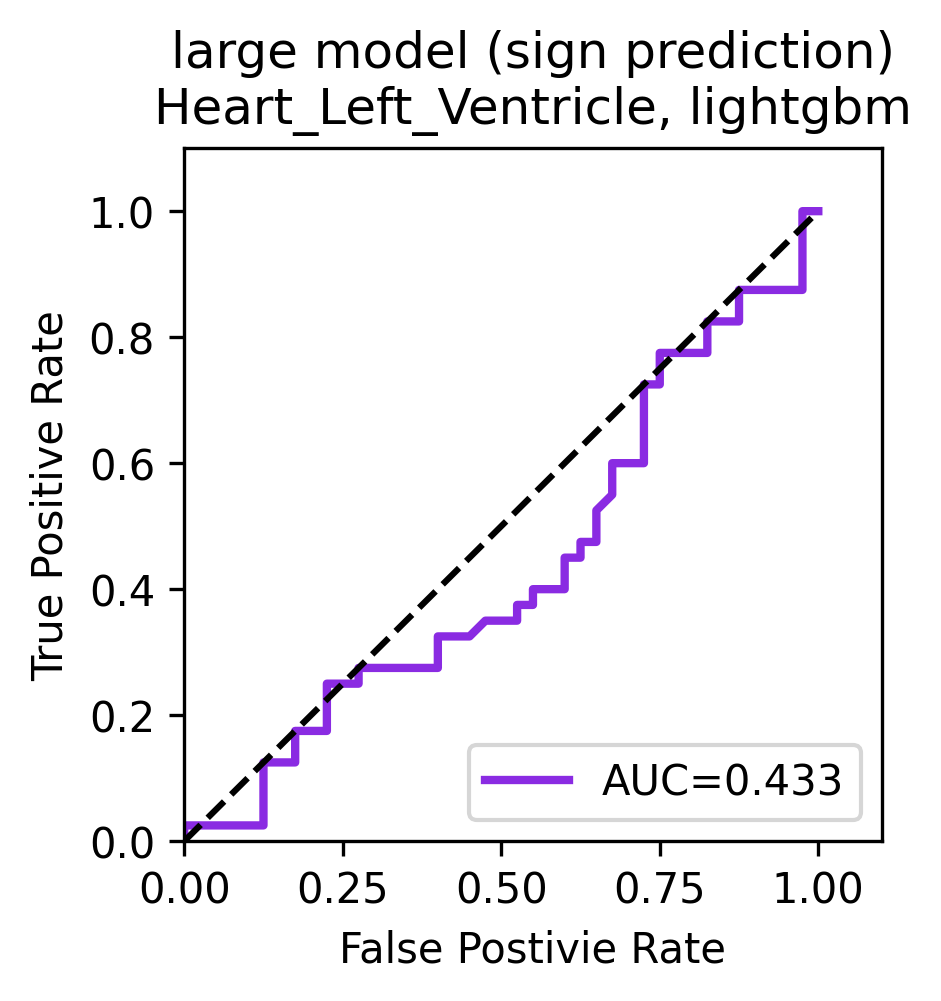 large model (sign prediction)
Heart_Left_Ventricle, lightgbm
1.0
0.8
0.6
0.4
0.2
0.0
True Positive Rate
AUC=0.433
0.00 0.25 0.50 0.75 1.00
False Postivie Rate